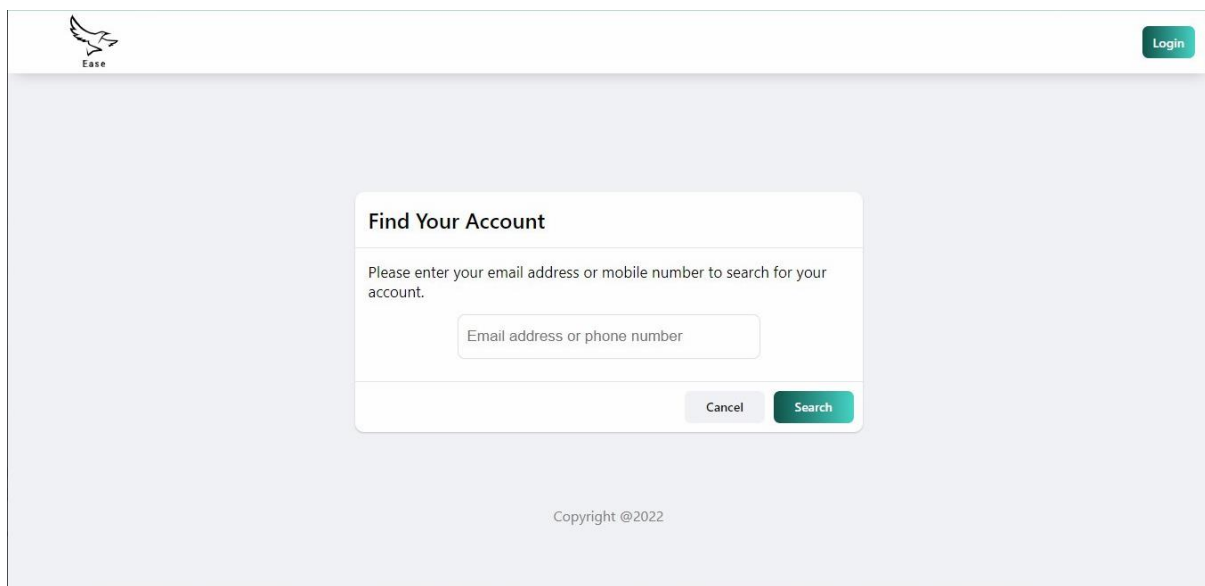 Ease
Login
Find Your Account
Please enter your email address or mobile number to search for your
account.
Email address or phone number
Cancel
Search
Copyright @2022